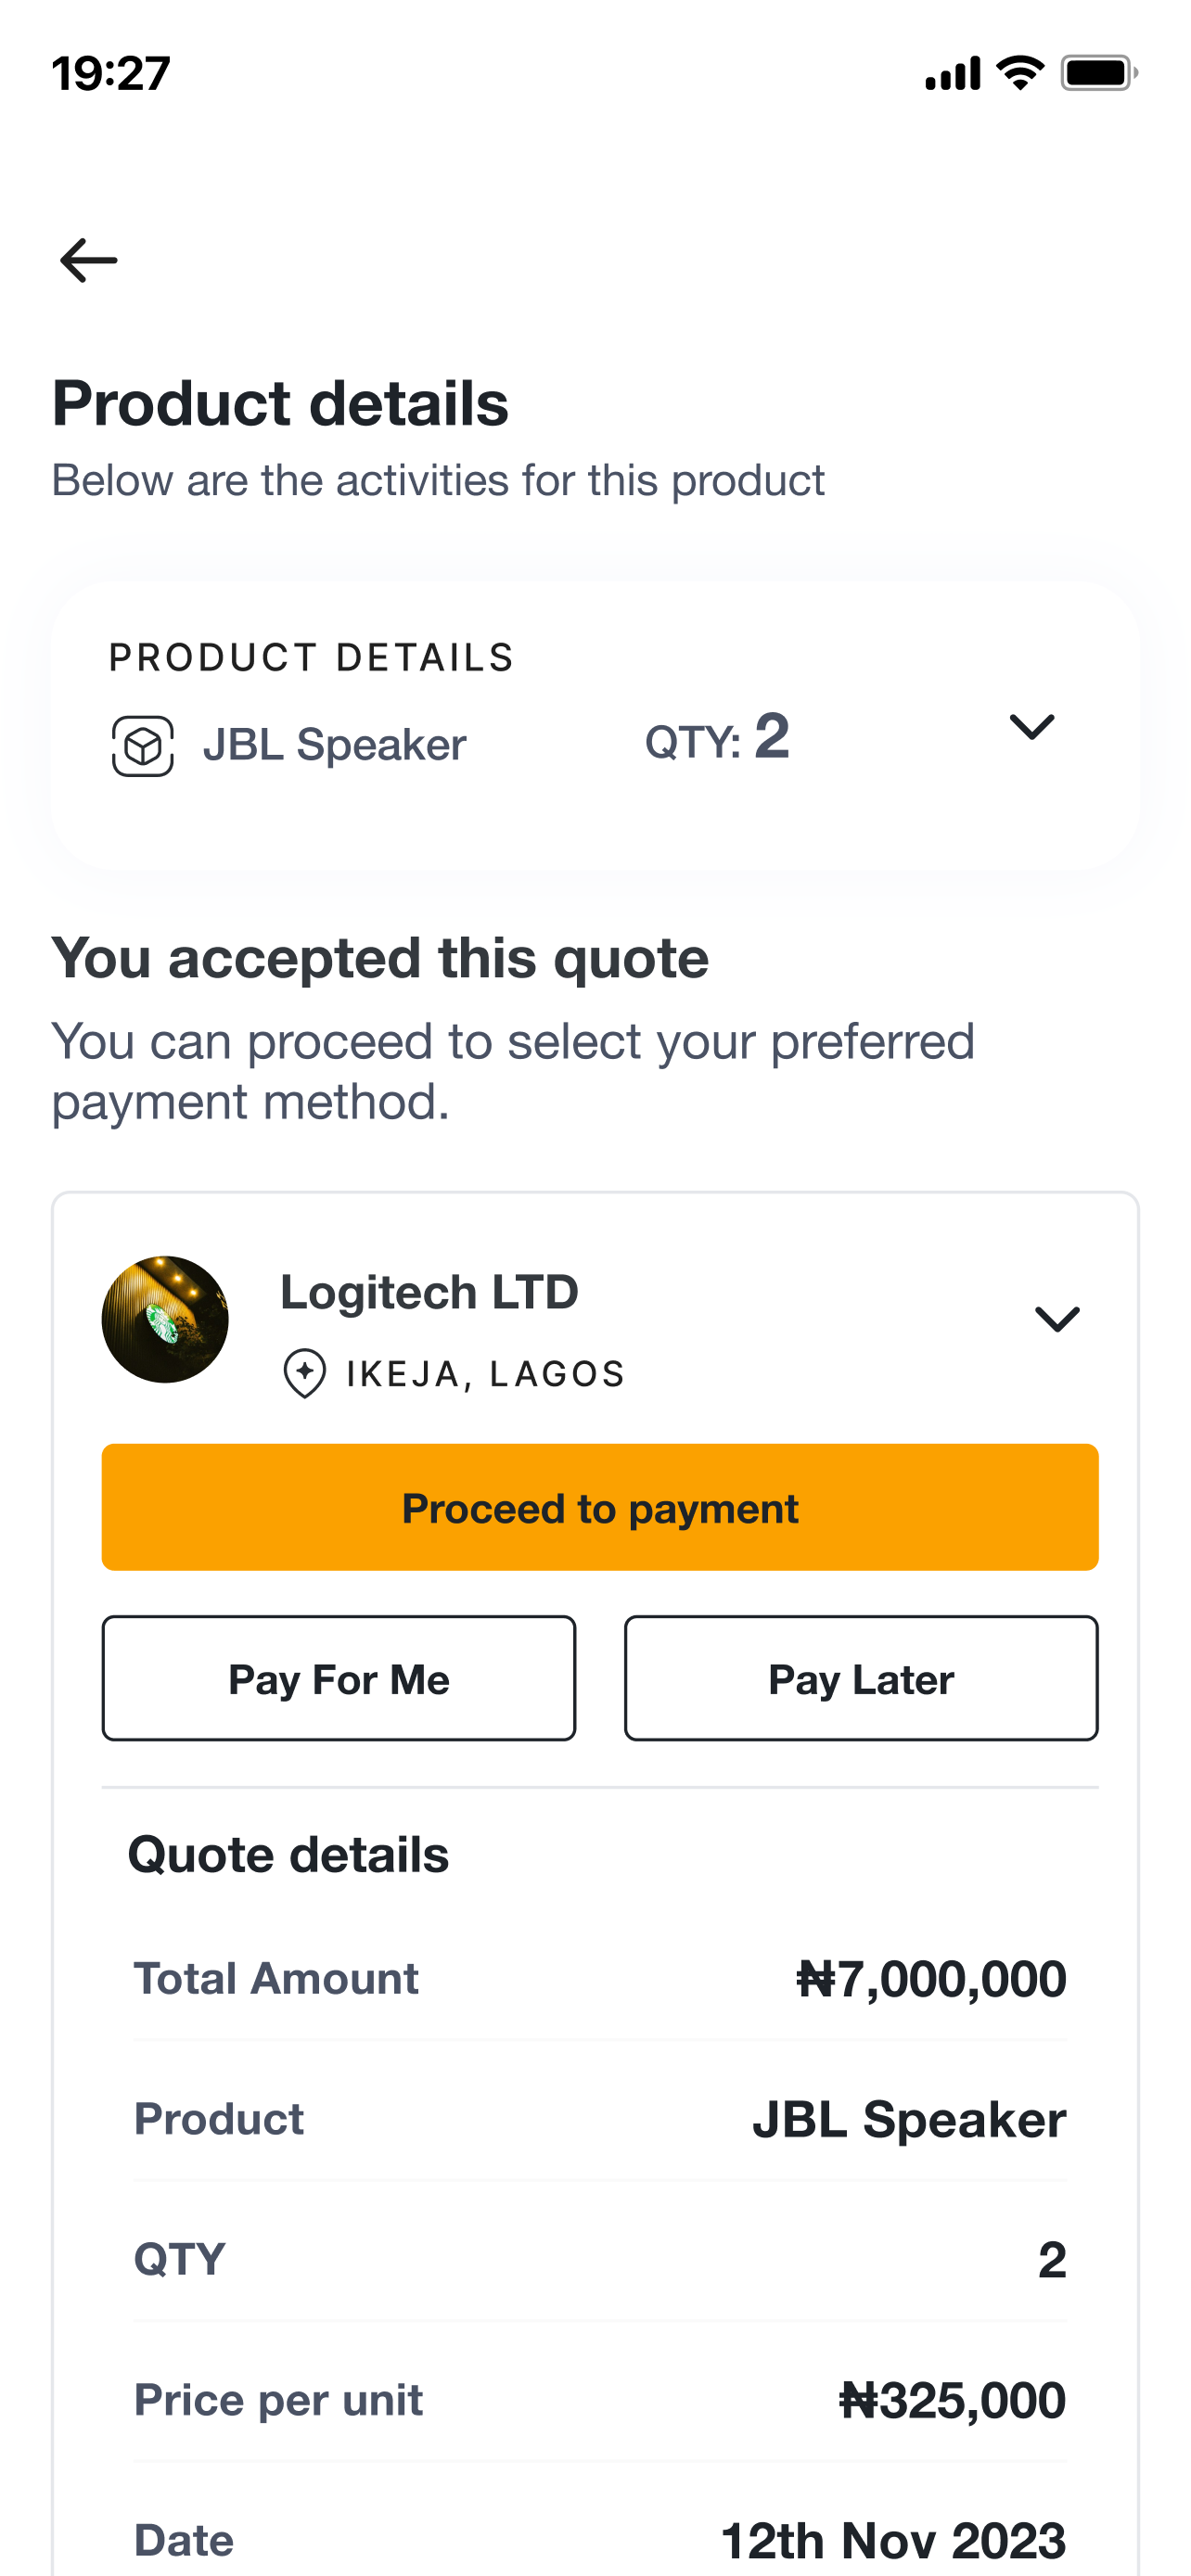 19:27
Product details
Below are the activities for this product
PRODUCT DETAILS
JBL Speaker QTY: 2
You accepted this quote
You can proceed to select your preferred
payment method.
Logitech LTD
IKEJA, LAGOS
Proceed to payment
Pay For Me Pay Later
Quote details
Total Amount ₦7,000,000
Product JBL Speaker
QTY 2
Price per unit ₦325,000
Date 12th Nov 2023